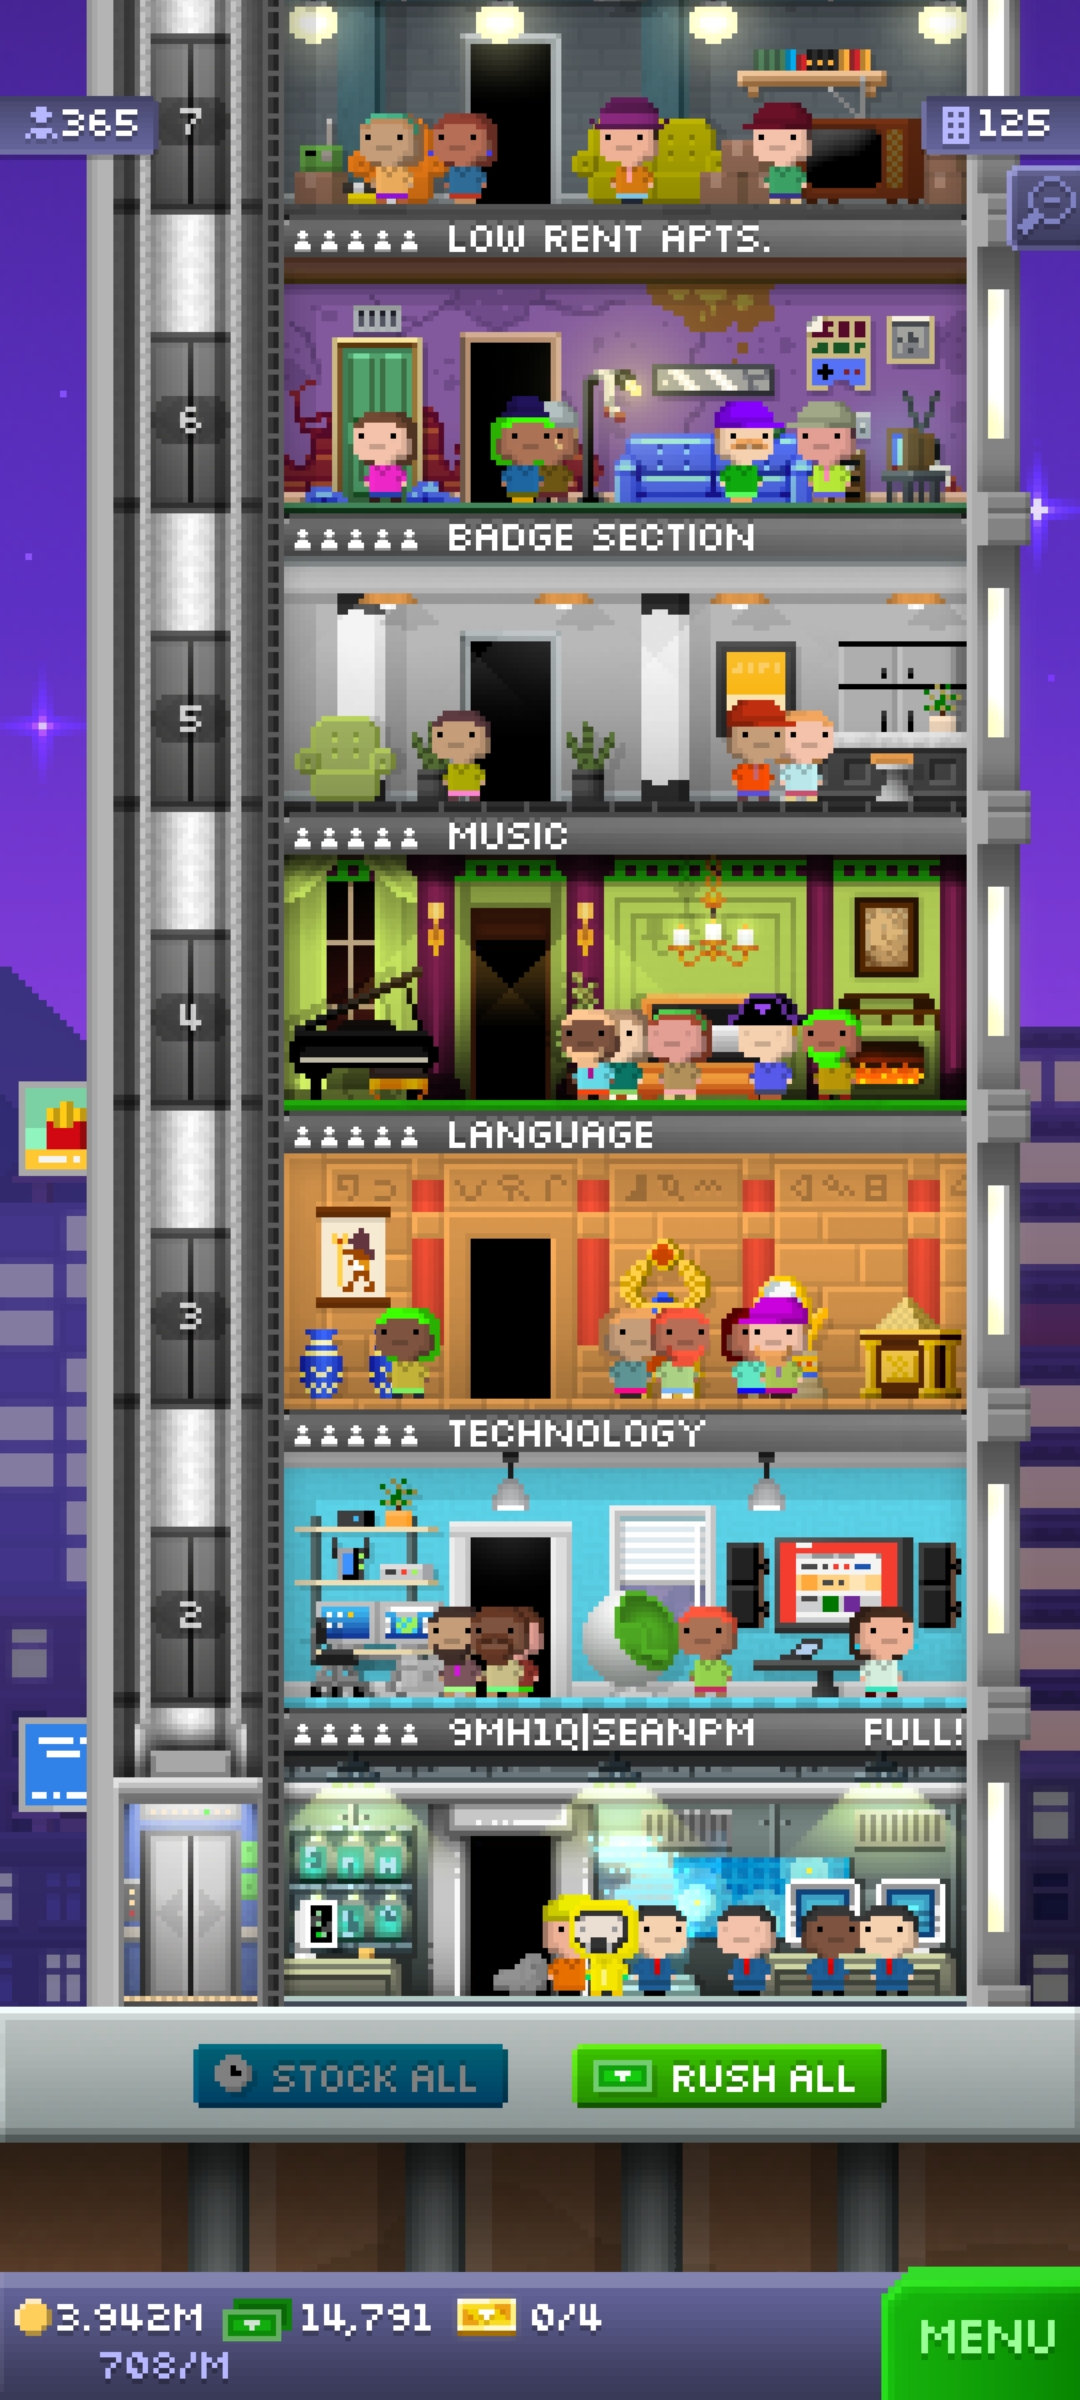 365
7
125
LOW RENT APTS.
6
BADGE SECTION
5
MUSIC
4
LANGUAGE
3
TECHNOLOGY
2
9MH1Q|SEANPM FULL!
STOCK ALL
RUSH ALL
3.942M 14,791 0/4
708/M
MENU